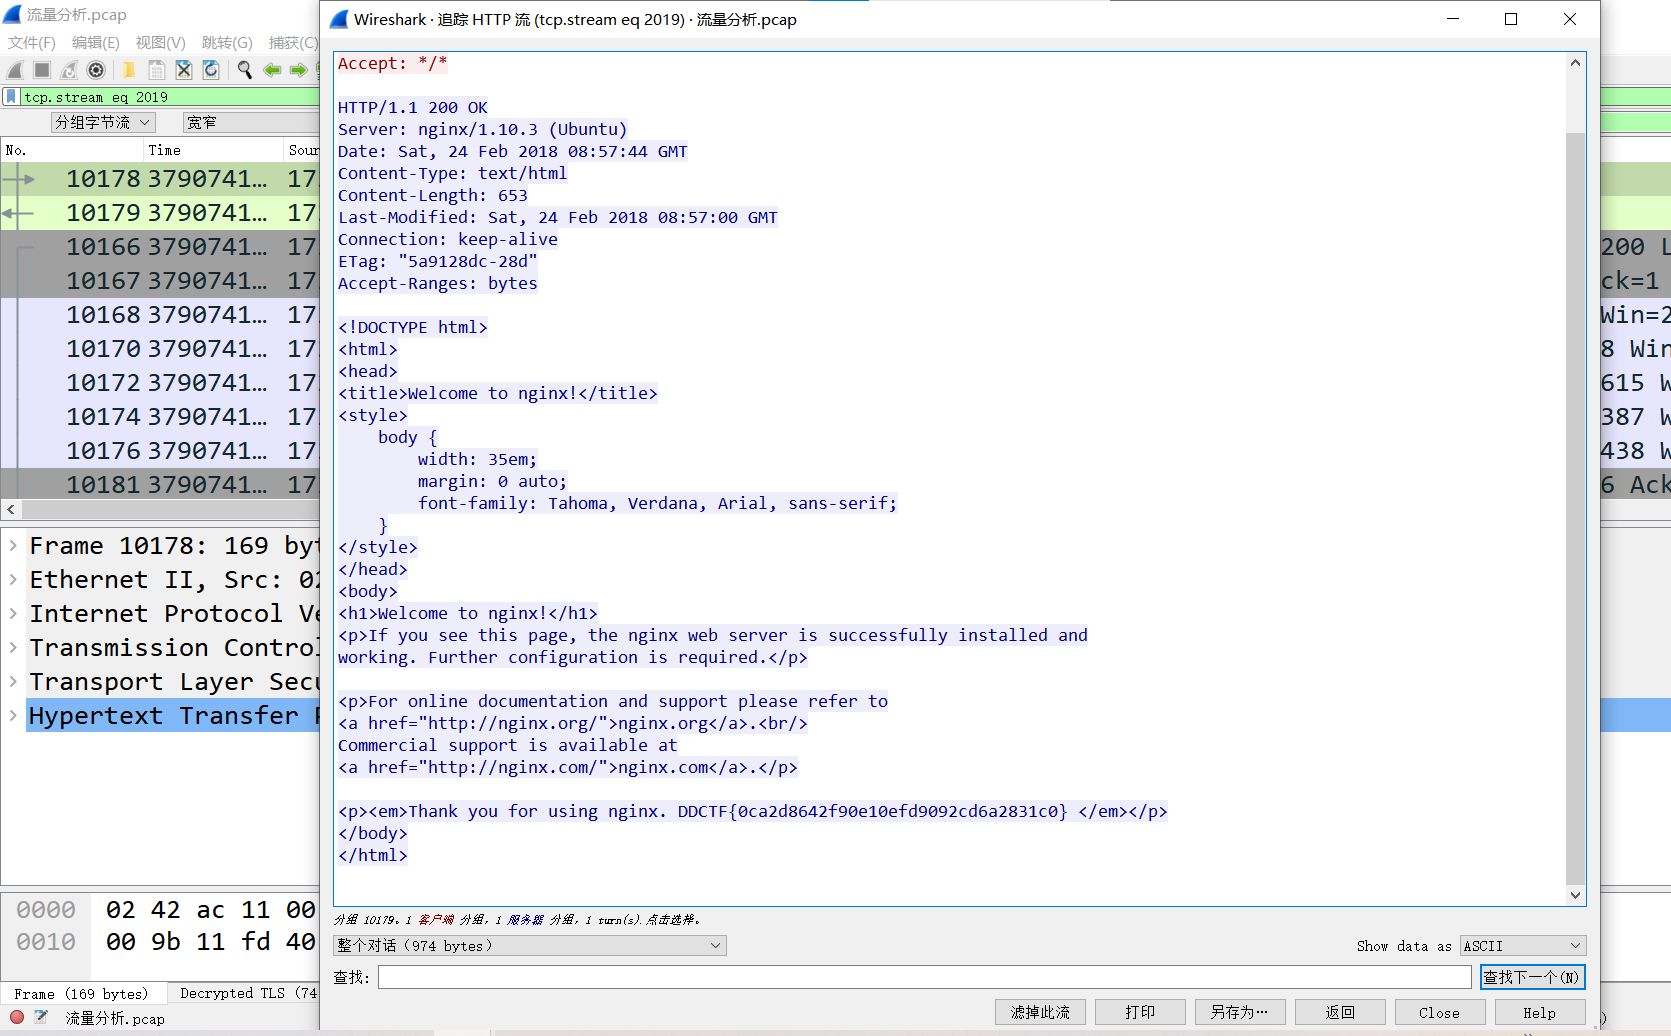 流量分析.pcap
文件(F) 编辑(E) 视图(V) 跳转(G) 捕获(C)
tcp.stream eq 2019
分组字节流 宽窄
No. Time Sour
10178 3790741… 17
10179 3790741… 17
10166 3790741… 17
10167 3790741… 17
10168 3790741… 17
10170 3790741… 17
10172 3790741… 17
10174 3790741… 17
10176 3790741… 17
10181 3790741… 17
Frame 10178: 169 byt
Ethernet II, Src: 02
Internet Protocol Ve
Transmission Control
Transport Layer Secu
Hypertext Transfer P
0000 02 42 ac 11 00
0010 00 9b 11 fd 40
Frame (169 bytes) Decrypted TLS (74
流量分析.pcap
Wireshark · 追踪 HTTP 流 (tcp.stream eq 2019) · 流量分析.pcap
Accept: */*
HTTP/1.1 200 OK
Server: nginx/1.10.3 (Ubuntu)
Date: Sat, 24 Feb 2018 08:57:44 GMT
Content-Type: text/html
Content-Length: 653
Last-Modified: Sat, 24 Feb 2018 08:57:00 GMT
Connection: keep-alive
ETag: "5a9128dc-28d"
Accept-Ranges: bytes
<!DOCTYPE html>
<html>
<head>
<title>Welcome to nginx!</title>
<style>
body {
width: 35em;
margin: 0 auto;
font-family: Tahoma, Verdana, Arial, sans-serif;
}
</style>
</head>
<body>
<h1>Welcome to nginx!</h1>
<p>If you see this page, the nginx web server is successfully installed and
working. Further configuration is required.</p>
<p>For online documentation and support please refer to
<a href="http://nginx.org/">nginx.org</a>.<br/>
Commercial support is available at
<a href="http://nginx.com/">nginx.com</a>.</p>
<p><em>Thank you for using nginx. DDCTF{0ca2d8642f90e10efd9092cd6a2831c0} </em></p>
</body>
</html>
分组 10179。1 客户端 分组, 1 服务器 分组, 1 turn(s). 点击选择。
整个对话 (974 bytes) Show data as ASCII
查找: 查找下一个(N)
滤掉此流 打印 另存为… 返回 Close Help
200 L
ck=1
Win=2
8 Win
615 W
387 W
438 W
6 Ack